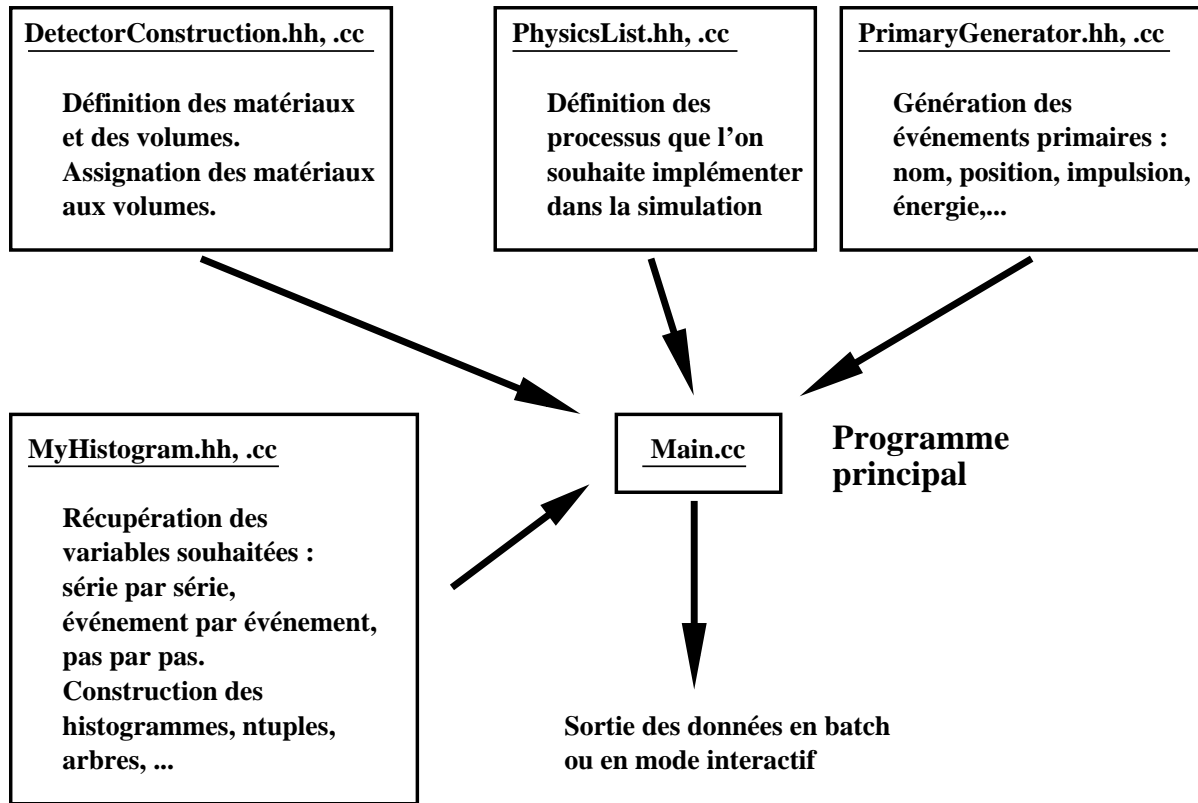 DetectorConstruction.hh, .cc
Définition des matériaux
et des volumes.
Assignation des matériaux
aux volumes.
PhysicsList.hh, .cc
Définition des
processus que l'on
souhaite implémenter
dans la simulation
PrimaryGenerator.hh, .cc
Génération des
événements primaires :
nom, position, impulsion,
énergie,...
MyHistogram.hh, .cc
Récupération des
variables souhaitées :
série par série,
événement par événement,
pas par pas.
Construction des
histogrammes, ntuples,
arbres, ...
Main.cc
Programme
principal
Sortie des données en batch
ou en mode interactif